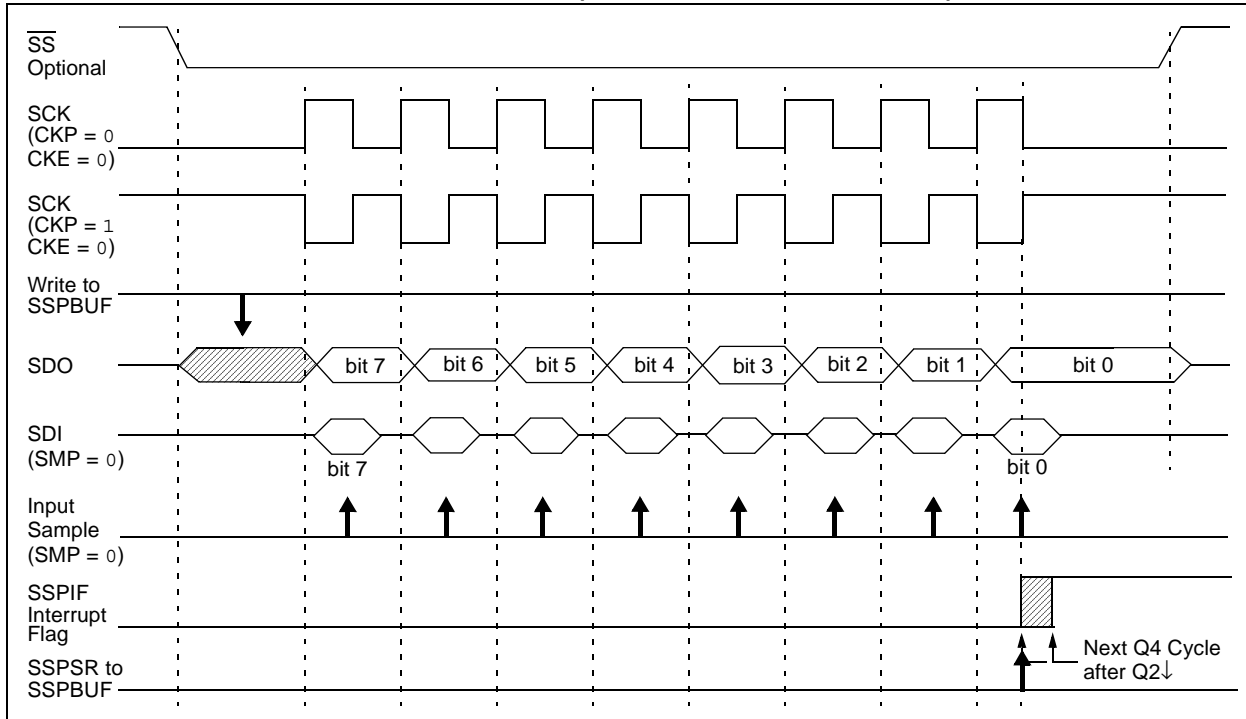 SS
Optional
SCK
(CKP = 0
CKE = 0)
SCK
(CKP = 1
CKE = 0)
Write to
SSPBUF
SDO
bit 7
bit 6
bit 5
bit 4
bit 3
bit 2
bit 1
bit 0
SDI
(SMP = 0)
bit 7
bit 0
Input
Sample
(SMP = 0)
SSPIF
Interrupt
Flag
Next Q4 Cycle
after Q2↓
SSPSR to
SSPBUF